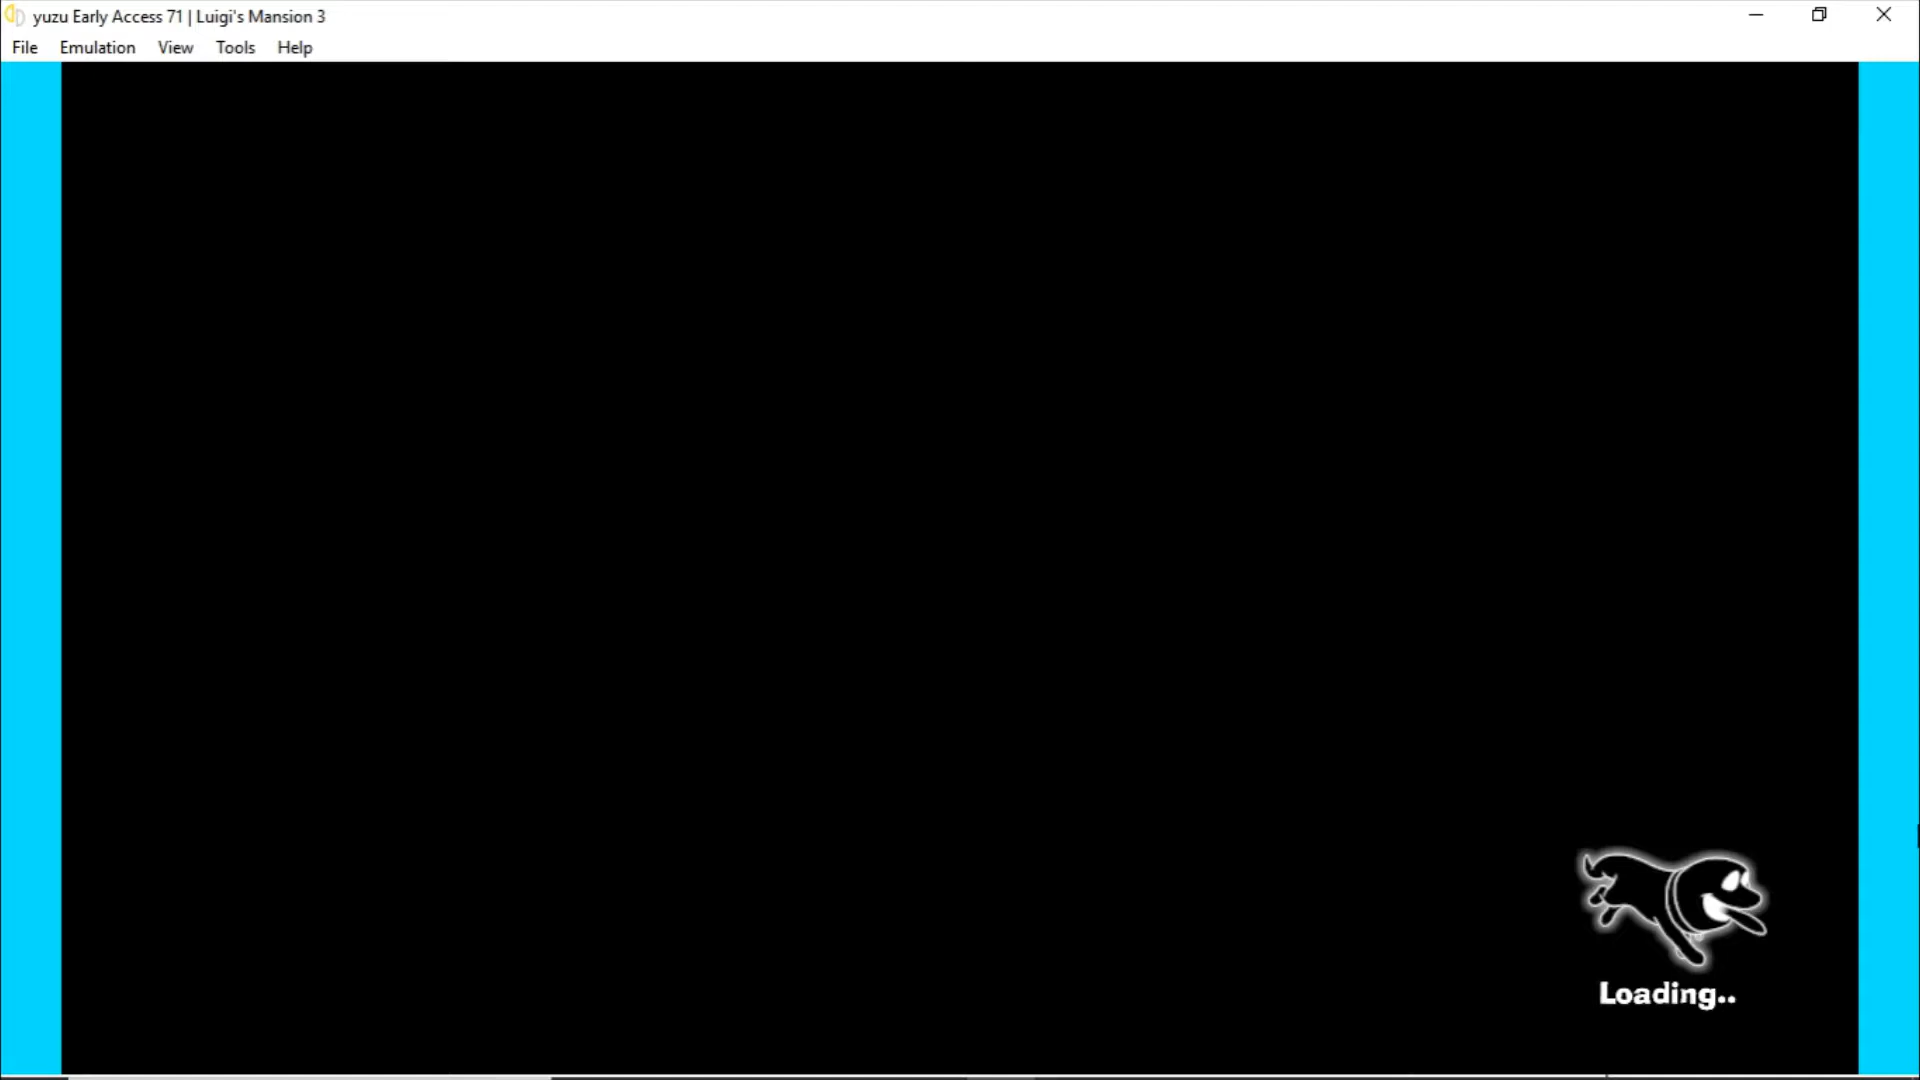 yuzu Early Access 71 | Luigi's Mansion 3
File Emulation View Tools Help
Loading..